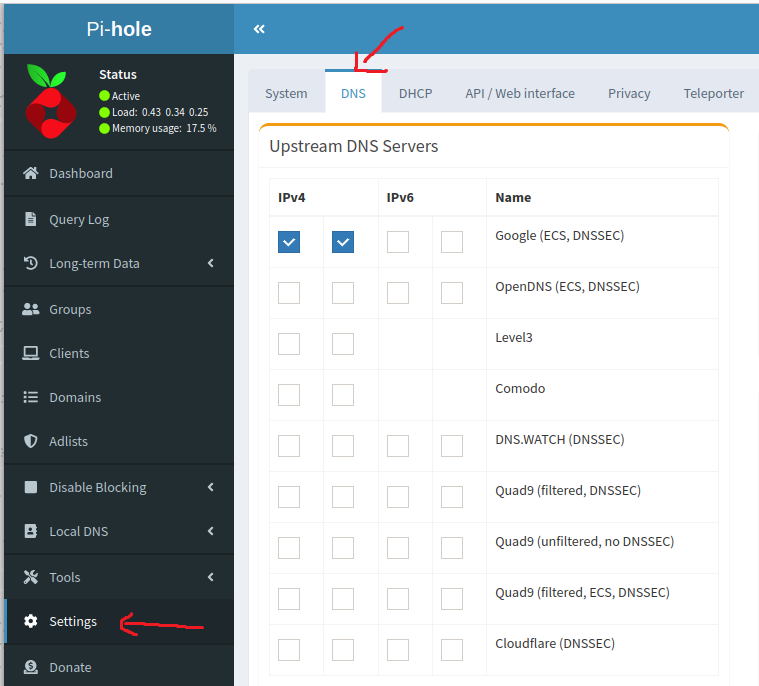 Pi-hole
Status
Active
Load: 0.43 0.34 0.25
Memory usage: 17.5 %
Dashboard
Query Log
Long-term Data
Groups
Clients
Domains
Adlists
Disable Blocking
Local DNS
Tools
Settings
Donate
System DNS DHCP API / Web interface Privacy Teleporter
Upstream DNS Servers
IPv4 IPv6 Name
Google (ECS, DNSSEC)
OpenDNS (ECS, DNSSEC)
Level3
Comodo
DNS.WATCH (DNSSEC)
Quad9 (filtered, DNSSEC)
Quad9 (unfiltered, no DNSSEC)
Quad9 (filtered, ECS, DNSSEC)
Cloudflare (DNSSEC)